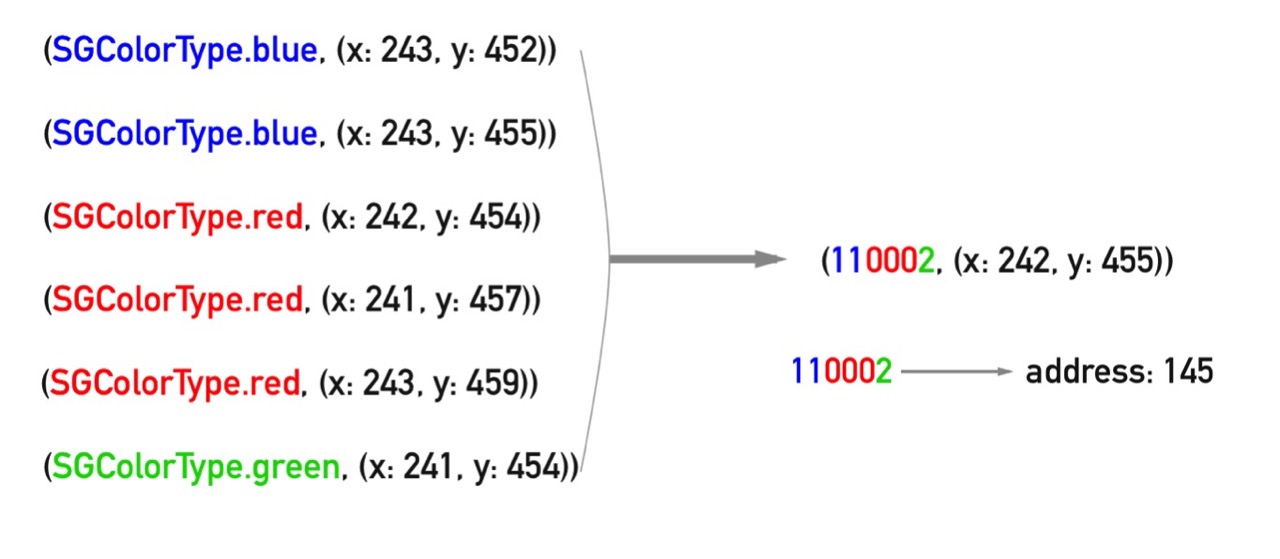 (SGColorType.blue, (x: 243, y: 452))
(SGColorType.blue, (x: 243, y: 455))
(SGColorType.red, (x: 242, y: 454))
(SGColorType.red, (x: 241, y: 457))
(SGColorType.red, (x: 243, y: 459))
(SGColorType.green, (x: 241, y: 454))
(110002, (x: 242, y: 455))
110002 address: 145